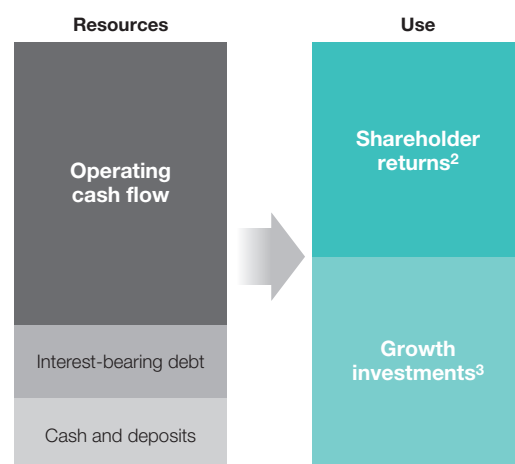 Resources
Use
Operating
cash flow
Shareholder
returns²
Interest-bearing debt
Growth
investments³
Cash and deposits